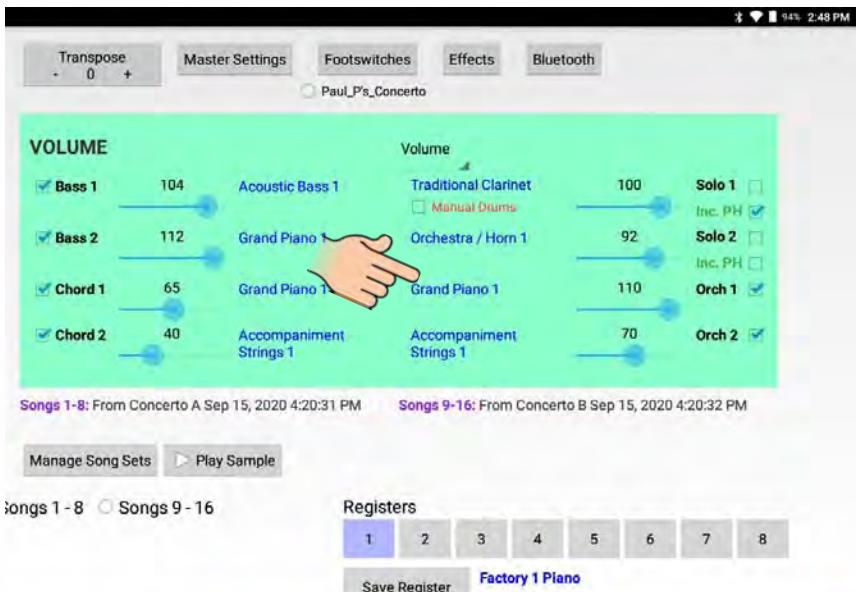 94% 2:48 PM
Transpose
- 0 +
Master Settings
Footswitches
Effects
Bluetooth
Paul_P's_Concerto
VOLUME
Volume
Bass 1 104 Acoustic Bass 1
Traditional Clarinet 100 Solo 1
Manual Drums
Inc. PH
Bass 2 112 Grand Piano 1
Orchestra / Horn 1 92 Solo 2
Inc. PH
Chord 1 65 Grand Piano 1
Grand Piano 1 110 Orch 1
Chord 2 40 Accompaniment
Strings 1
Accompaniment 70 Orch 2
Strings 1
Songs 1-8: From Concerto A Sep 15, 2020 4:20:31 PM
Songs 9-16: From Concerto B Sep 15, 2020 4:20:32 PM
Manage Song Sets
Play Sample
Songs 1 - 8
Songs 9 - 16
Registers
1 2 3 4 5 6 7 8
Save Register
Factory 1 Piano